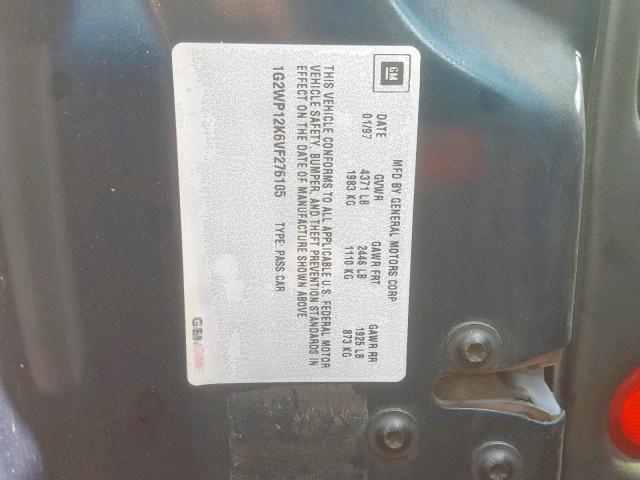 GM
MFD BY GENERAL MOTORS CORP
DATE GVWR GAWR FRT GAWR RR
01/97 4371 LB 2446 LB 1925 LB
1983 KG 1110 KG 873 KG
THIS VEHICLE CONFORMS TO ALL APPLICABLE U.S. FEDERAL MOTOR
VEHICLE SAFETY, BUMPER, AND THEFT PREVENTION STANDARDS IN
EFFECT ON THE DATE OF MANUFACTURE SHOWN ABOVE
1G2WP12K6VF276105 TYPE: PASS CAR